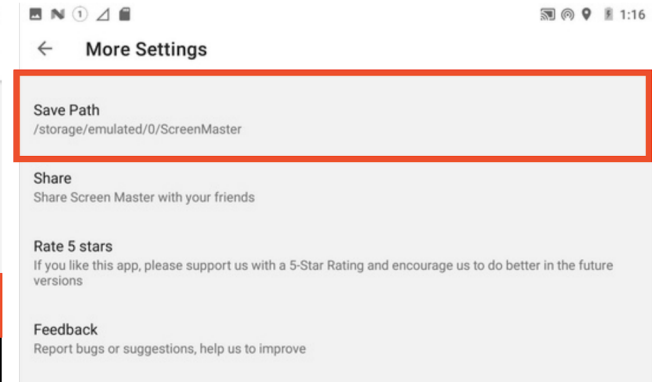 1 1:16
More Settings
Save Path
/storage/emulated/0/ScreenMaster
Share
Share Screen Master with your friends
Rate 5 stars
If you like this app, please support us with a 5-Star Rating and encourage us to do better in the future
versions
Feedback
Report bugs or suggestions, help us to improve